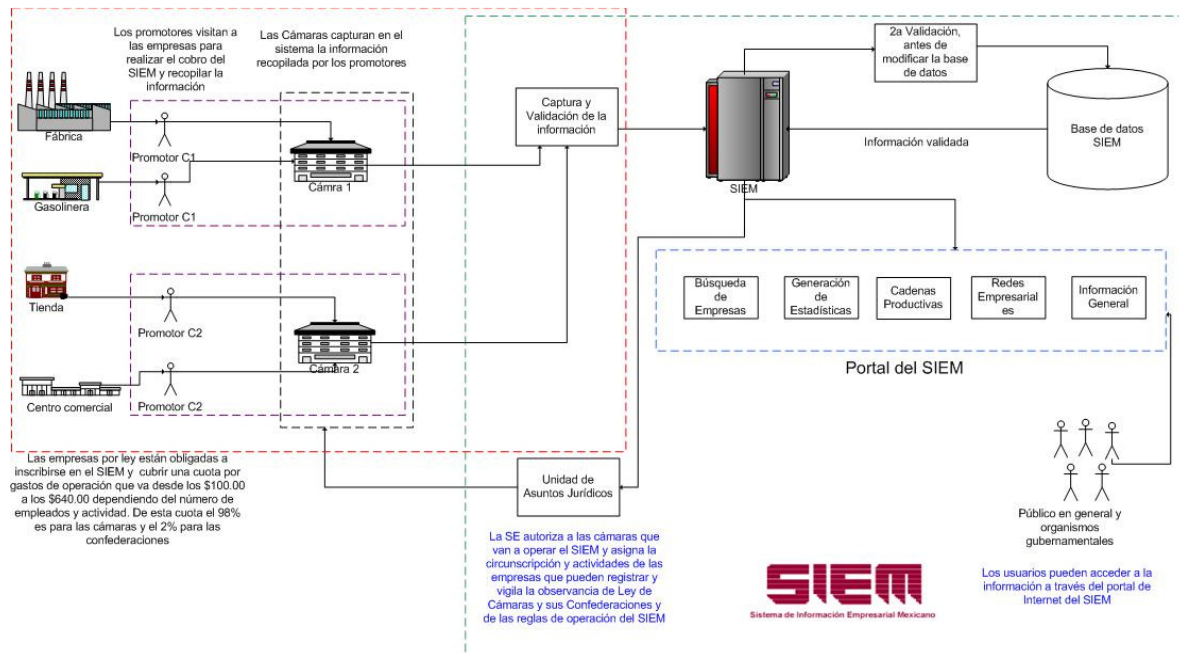 Los promotores visitan a
las empresas para
realizar el cobro del
SIEM y recopilar la
información
Las Cámaras capturan en el
sistema la información
recopilada por los promotores
Fábrica
Promotor C1
Gasolinera
Promotor C1
Cámra 1
Tienda
Promotor C2
Cámara 2
Centro comercial
Promotor C2
Las empresas por ley están obligadas a
inscribirse en el SIEM y cubrir una cuota por
gastos de operación que va desde los $100.00
a los $640.00 dependiendo del número de
empleados y actividad. De esta cuota el 98%
es para las cámaras y el 2% para las
confederaciones
Captura y
Validación de la
información
SIEM
2a Validación,
antes de
modificar la base
de datos
Información validada
Base de datos
SIEM
Búsqueda
de
Empresas
Generación
de
Estadísticas
Cadenas
Productivas
Redes
Empresarial
es
Información
General
Portal del SIEM
Unidad de
Asuntos Jurídicos
La SE autoriza a las cámaras que
van a operar el SIEM y asigna la
circunscripción y actividades de las
empresas que pueden registrar y
vigila la observancia de Ley de
Cámaras y sus Confederaciones y
de las reglas de operación del SIEM
SIEM
Sistema de Información Empresarial Mexicano
Público en general y
organismos
gubernamentales
Los usuarios pueden acceder a la
información a través del portal de
Internet del SIEM